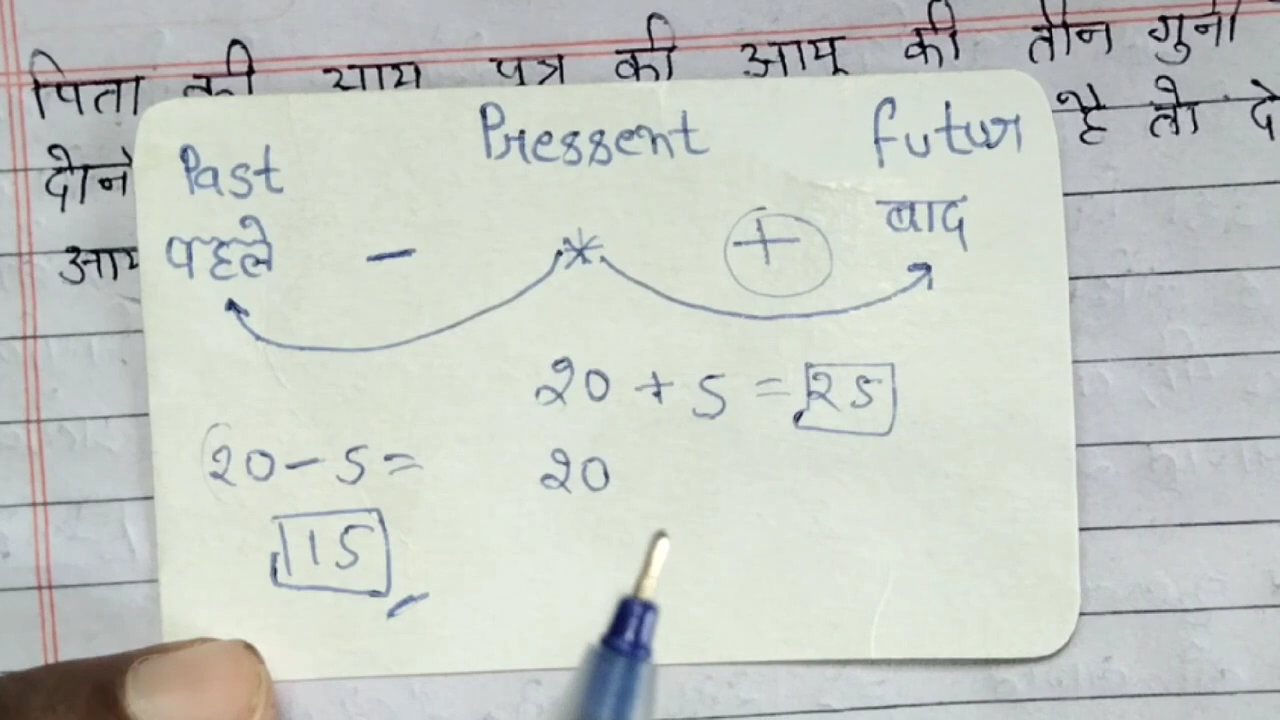 पिता की आयु पुत्र की आयू की तीन गुनी
है तो दो
दोनो
आय
Past Pressent futur
पहले - * + बाद
20 + 5 = 25
20 - 5 = 20
15